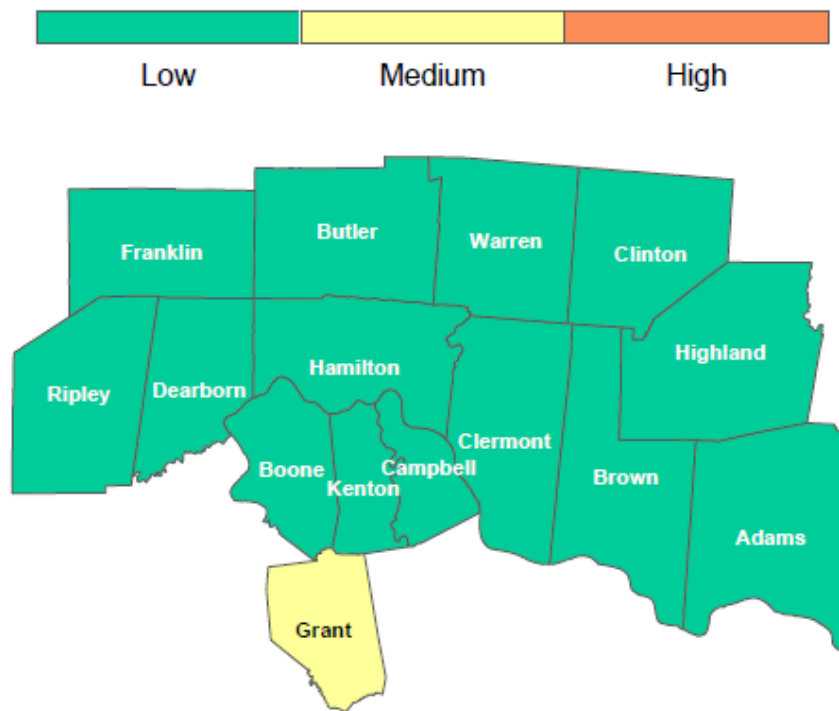 Low Medium High
Butler
Warren
Franklin
Clinton
Highland
Hamilton
Ripley
Dearborn
Clermont
Boone
Campbell
Kenton
Brown
Adams
Grant